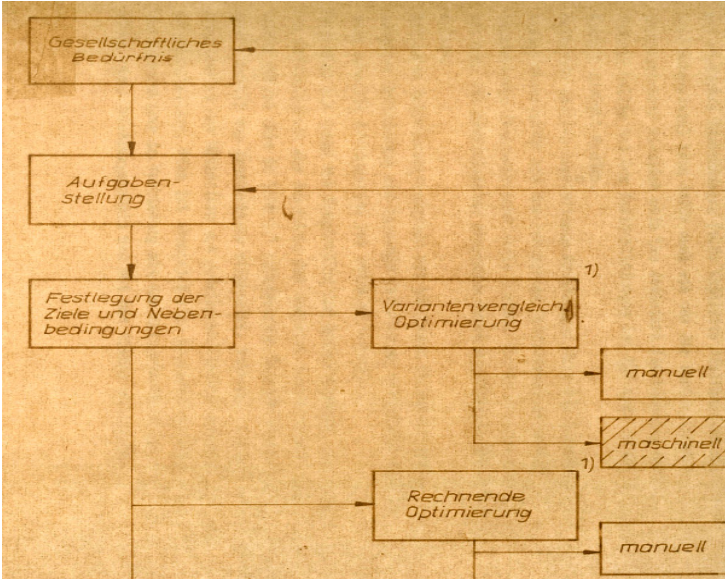 Gesellschaftliches
Bedürfnis
Aufgaben-
stellung
Festlegung der
Ziele und Neben-
bedingungen
1)
Variantenvergleich,
Optimierung
manuell
maschinell
1)
Rechnende
Optimierung
manuell